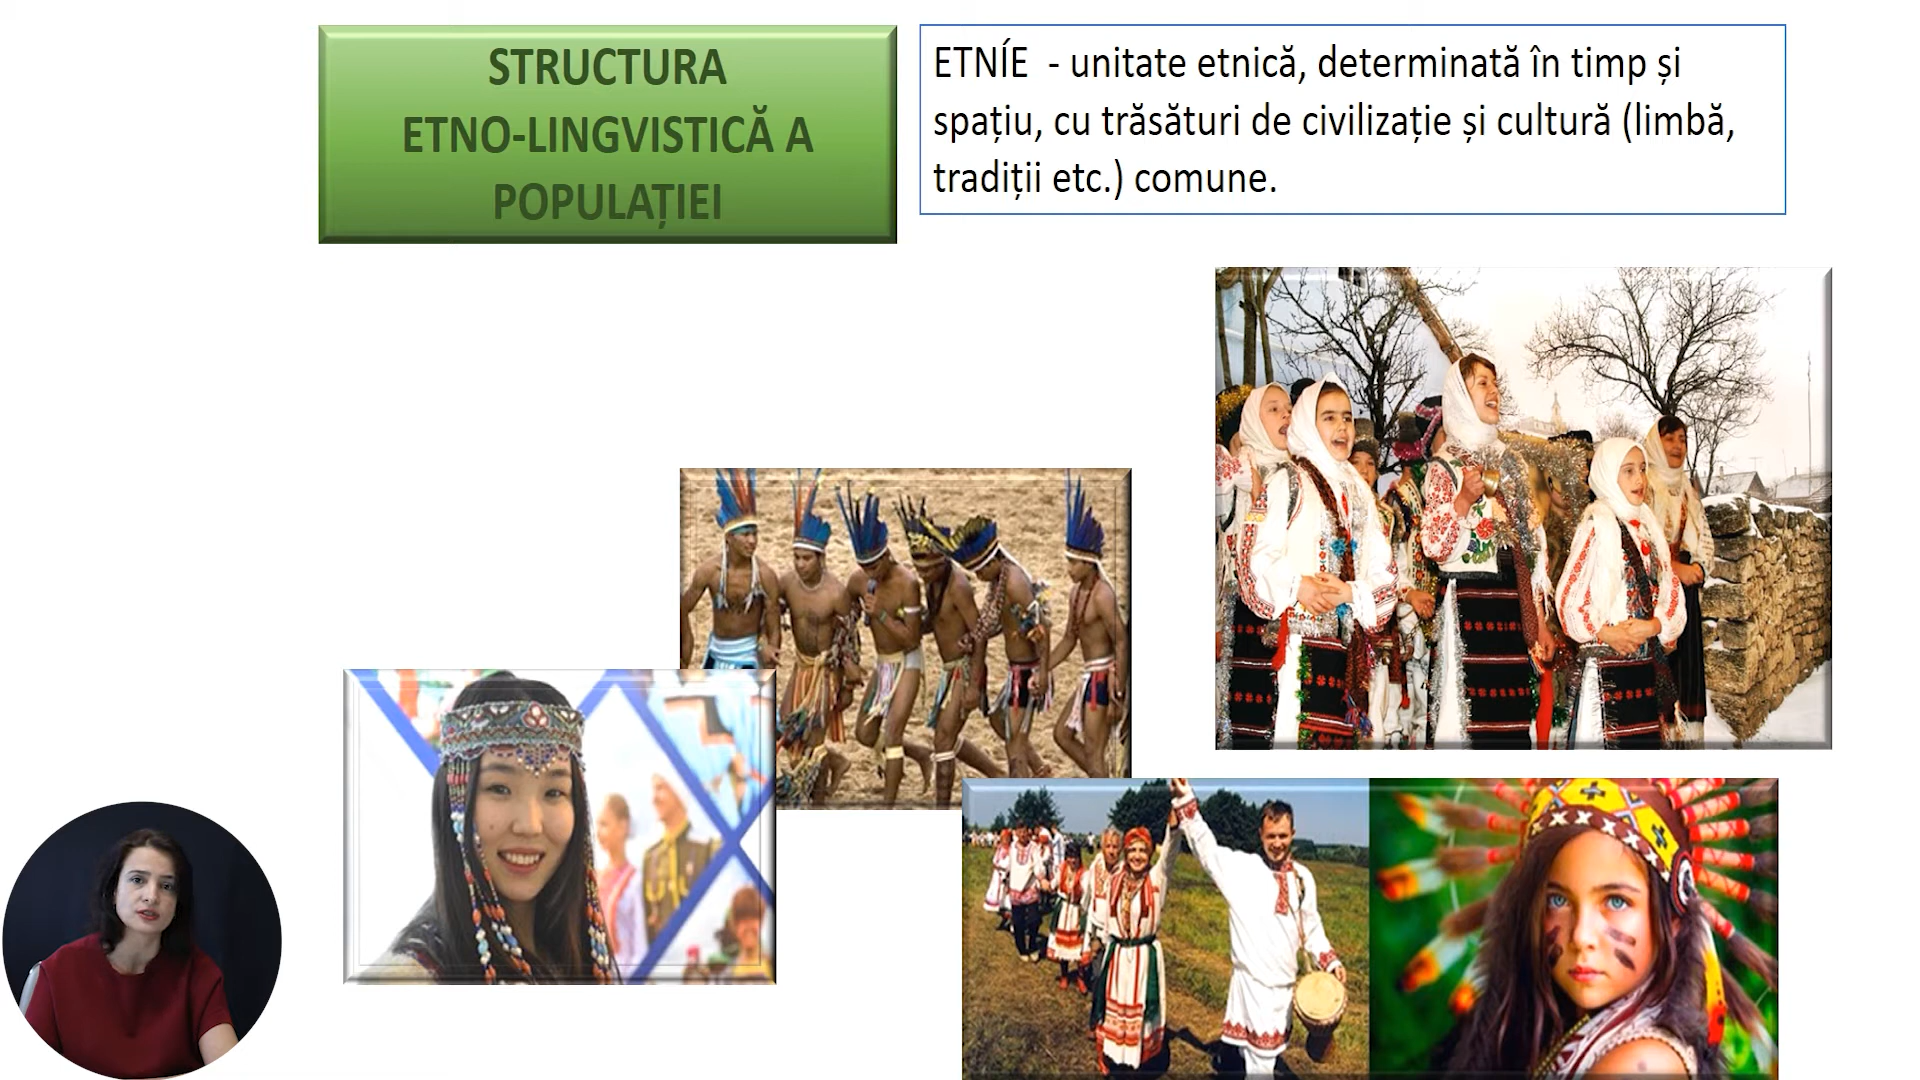 STRUCTURA
ETNO-LINGVISTICĂ A
POPULAȚIEI
ETNÍE - unitate etnică, determinată în timp și
spațiu, cu trăsături de civilizație și cultură (limbă,
tradiții etc.) comune.